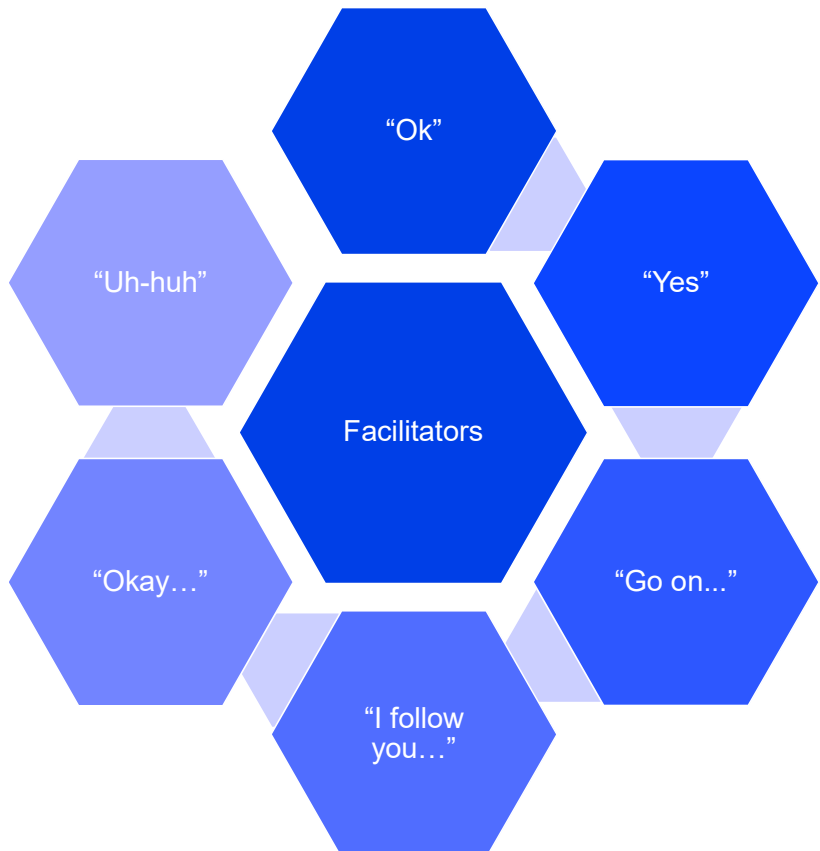 “Ok”
“Uh-huh”
“Yes”
Facilitators
“Okay…”
“Go on...”
“I follow
you…”